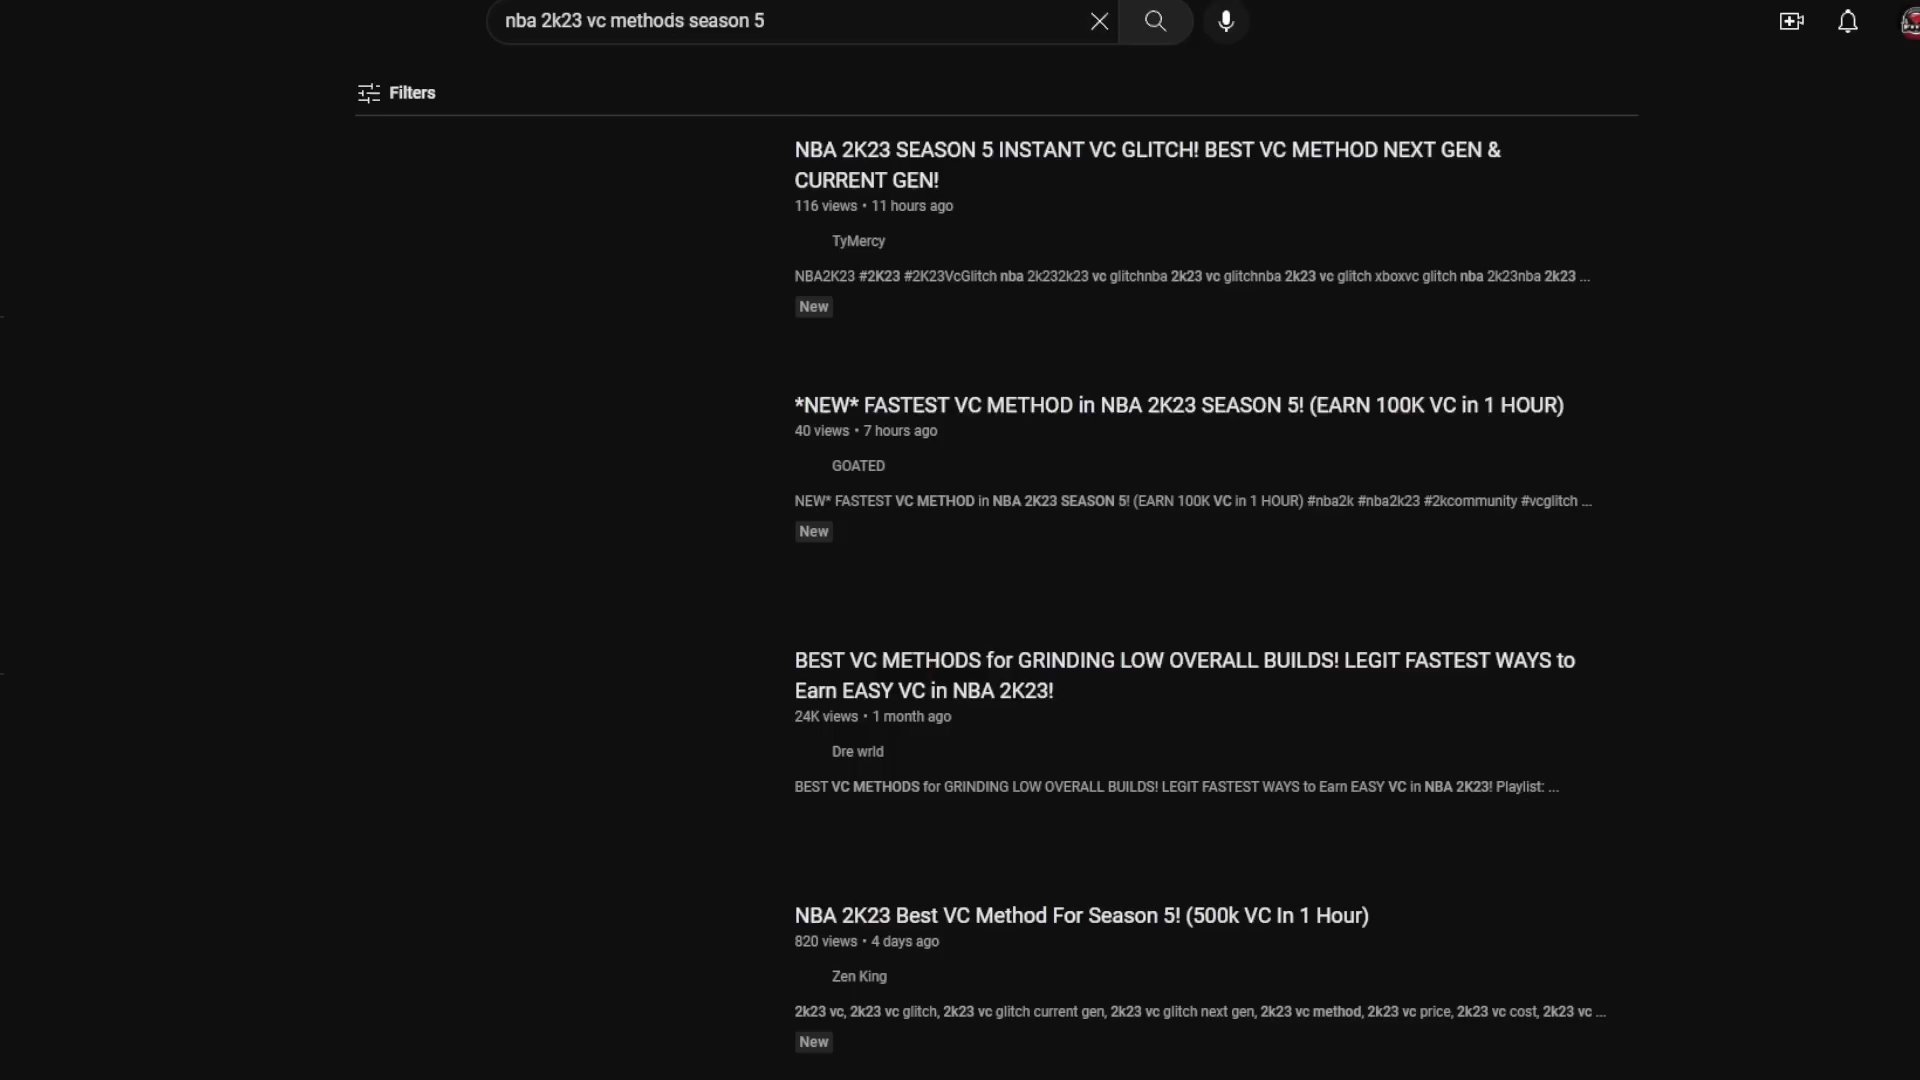 nba 2k23 vc methods season 5
Filters
NBA 2K23 SEASON 5 INSTANT VC GLITCH! BEST VC METHOD NEXT GEN &
CURRENT GEN!
116 views • 11 hours ago
TyMercy
NBA2K23 #2K23 #2K23VcGlitch nba 2k232k23 vc glitchnba 2k23 vc glitchnba 2k23 vc glitch xboxvc glitch nba 2k23nba 2k23 ...
New
*NEW* FASTEST VC METHOD in NBA 2K23 SEASON 5! (EARN 100K VC in 1 HOUR)
40 views • 7 hours ago
GOATED
NEW* FASTEST VC METHOD in NBA 2K23 SEASON 5! (EARN 100K VC in 1 HOUR) #nba2k #nba2k23 #2kcommunity #vcglitch ...
New
BEST VC METHODS for GRINDING LOW OVERALL BUILDS! LEGIT FASTEST WAYS to
Earn EASY VC in NBA 2K23!
24K views • 1 month ago
Dre wrld
BEST VC METHODS for GRINDING LOW OVERALL BUILDS! LEGIT FASTEST WAYS to Earn EASY VC in NBA 2K23! Playlist: ...
NBA 2K23 Best VC Method For Season 5! (500k VC In 1 Hour)
820 views • 4 days ago
Zen King
2k23 vc, 2k23 vc glitch, 2k23 vc glitch current gen, 2k23 vc glitch next gen, 2k23 vc method, 2k23 vc price, 2k23 vc cost, 2k23 vc ...
New